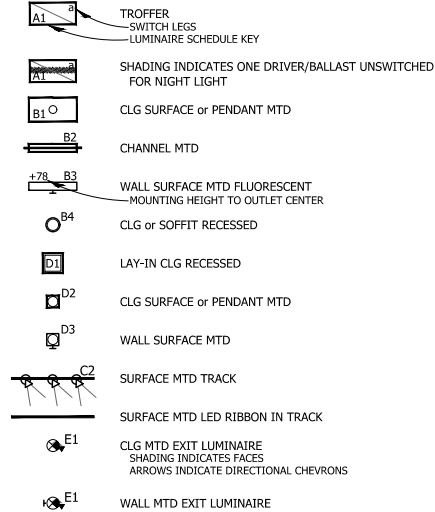 a
A1
TROFFER
SWITCH LEGS
LUMINAIRE SCHEDULE KEY
a
A1
SHADING INDICATES ONE DRIVER/BALLAST UNSWITCHED
FOR NIGHT LIGHT
B1
CLG SURFACE or PENDANT MTD
B2
CHANNEL MTD
+78 B3
WALL SURFACE MTD FLUORESCENT
MOUNTING HEIGHT TO OUTLET CENTER
B4
CLG or SOFFIT RECESSED
D1
LAY-IN CLG RECESSED
D2
CLG SURFACE or PENDANT MTD
D3
WALL SURFACE MTD
C2
SURFACE MTD TRACK
SURFACE MTD LED RIBBON IN TRACK
E1
CLG MTD EXIT LUMINAIRE
SHADING INDICATES FACES
ARROWS INDICATE DIRECTIONAL CHEVRONS
E1
WALL MTD EXIT LUMINAIRE